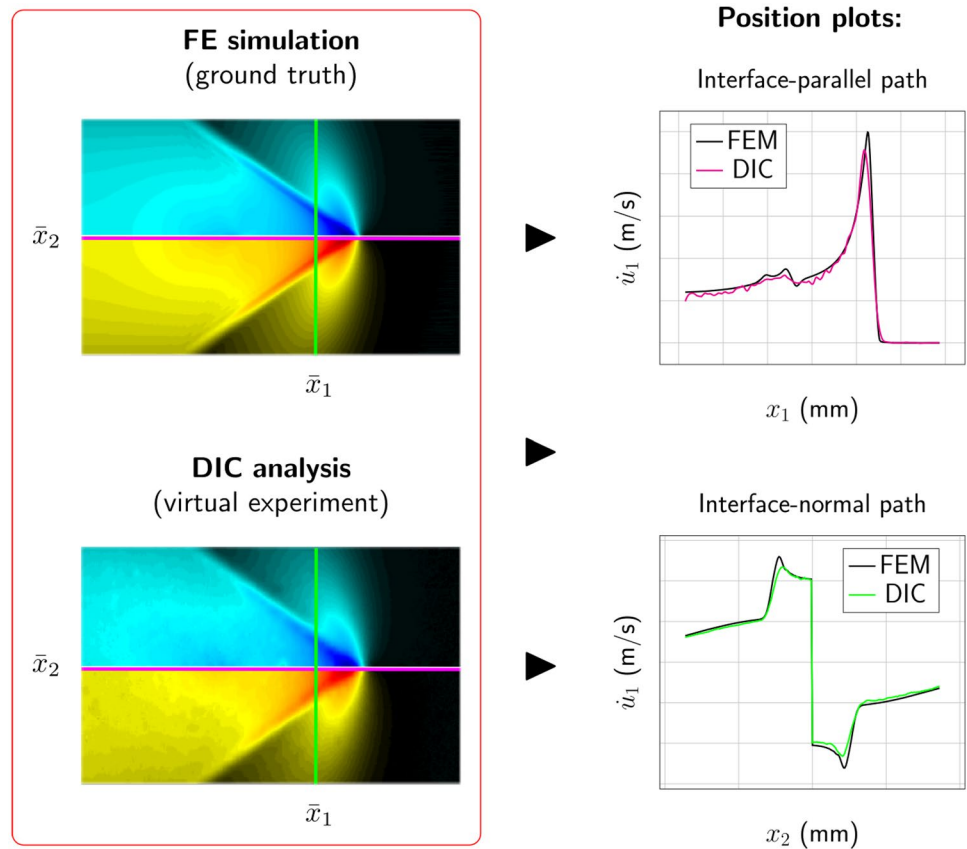 FE simulation
(ground truth)
x̄₂
x̄₁
DIC analysis
(virtual experiment)
x̄₂
x̄₁
Position plots:
Interface-parallel path
FEM
DIC
u̇₁ (m/s)
x₁ (mm)
Interface-normal path
FEM
DIC
u̇₁ (m/s)
x₂ (mm)